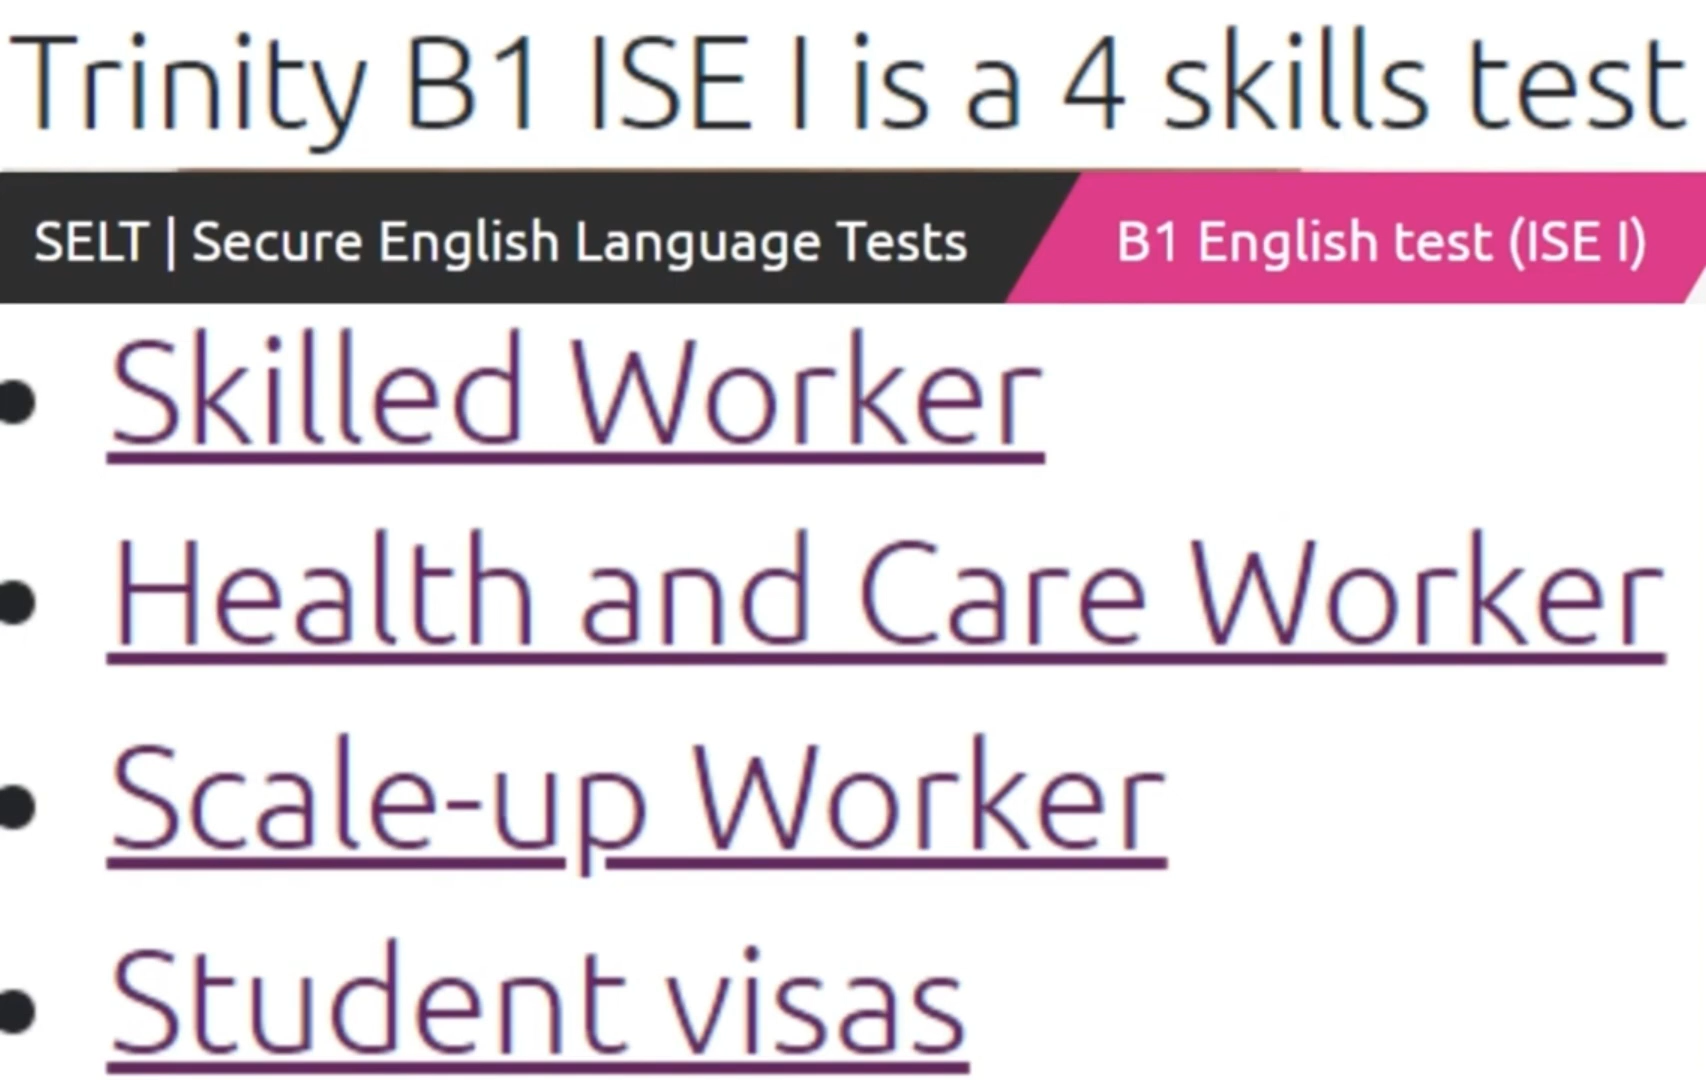 Trinity B1 ISE I is a 4 skills test
SELT | Secure English Language Tests B1 English test (ISE I)
Skilled Worker
Health and Care Worker
Scale-up Worker
Student visas